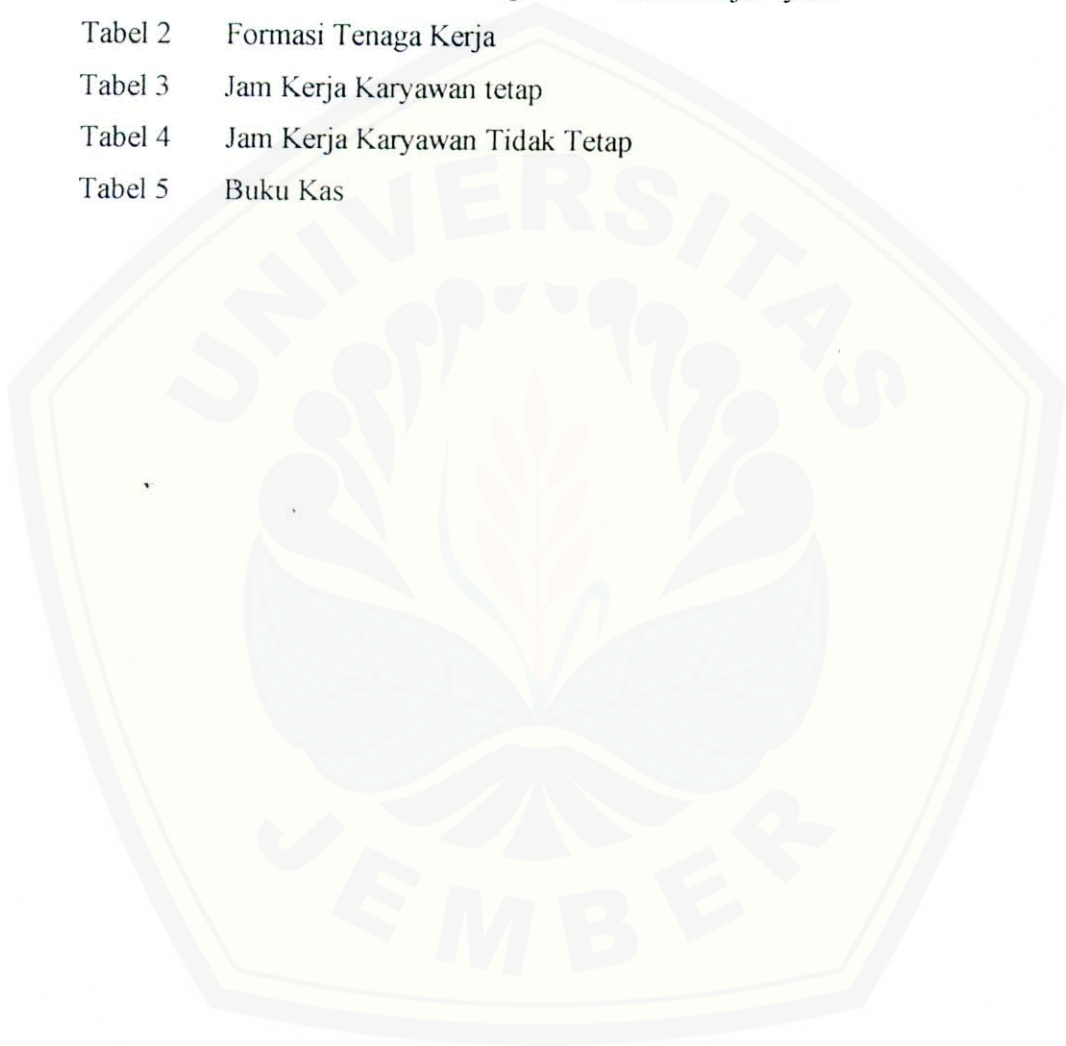 Tabel 2 Formasi Tenaga Kerja
Tabel 3 Jam Kerja Karyawan tetap
Tabel 4 Jam Kerja Karyawan Tidak Tetap
Tabel 5 Buku Kas
UNIVERSITAS
JEMBER